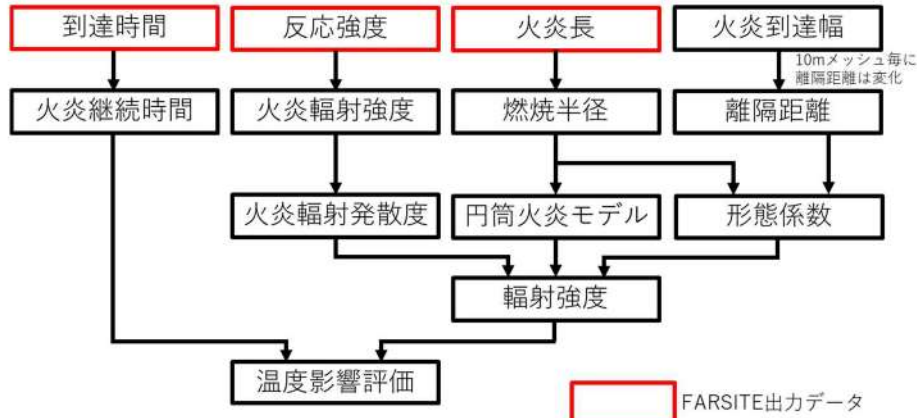 到達時間
反応強度
火炎長
火炎到達幅
10mメッシュ毎に
離隔距離は変化
火炎継続時間
火炎輻射強度
燃焼半径
離隔距離
火炎輻射発散度
円筒火炎モデル
形態係数
輻射強度
温度影響評価
FARSITE出力データ